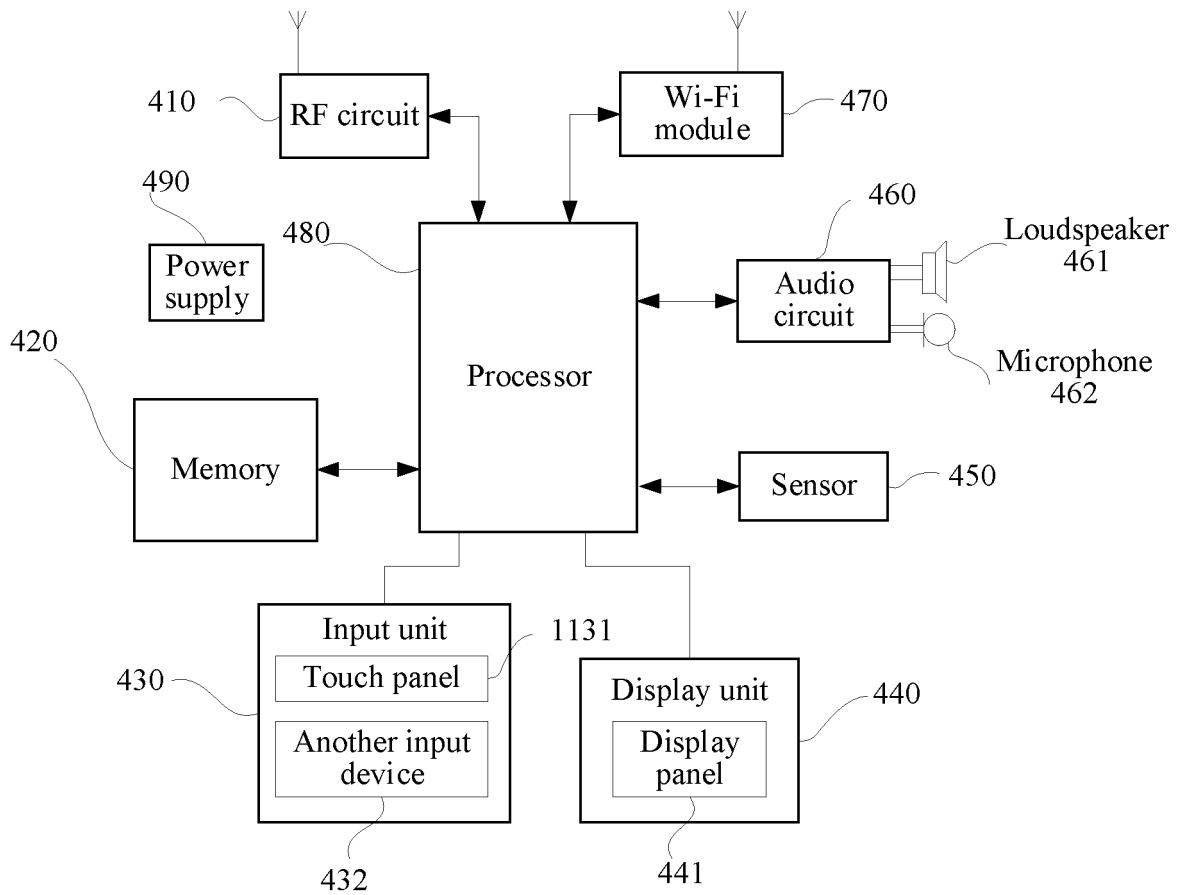 410
RF circuit
Wi-Fi
module
470
490
Power
supply
480
460
Audio
circuit
Loudspeaker
461
Microphone
462
420
Memory
Processor
Sensor
450
Input unit
1131
Touch panel
430
Another input
device
432
Display unit
440
Display
panel
441